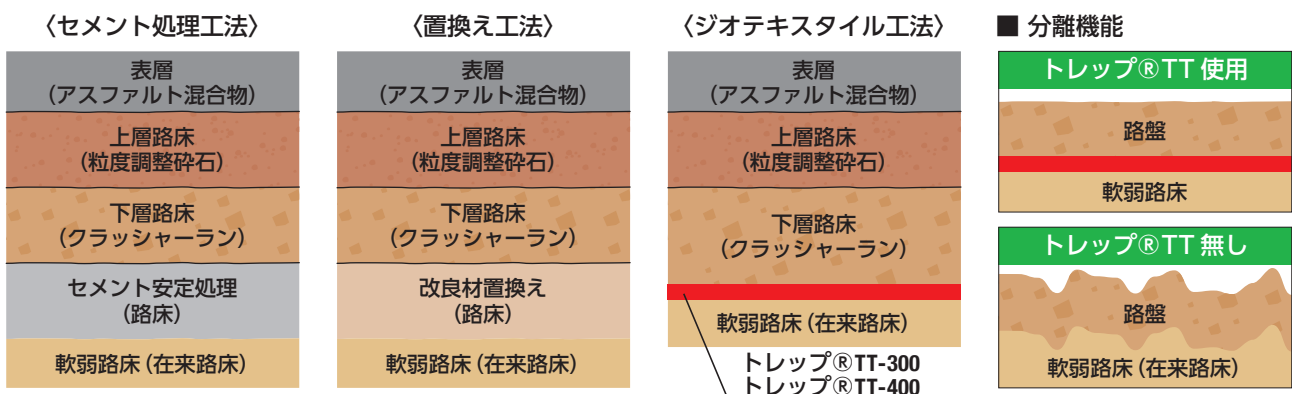 〈セメント処理工法〉
表層
（アスファルト混合物）
上層路床
（粒度調整砕石）
下層路床
（クラッシャーラン）
セメント安定処理
（路床）
軟弱路床（在来路床）
〈置換え工法〉
表層
（アスファルト混合物）
上層路床
（粒度調整砕石）
下層路床
（クラッシャーラン）
改良材置換え
（路床）
軟弱路床（在来路床）
〈ジオテキスタイル工法〉
表層
（アスファルト混合物）
上層路床
（粒度調整砕石）
下層路床
（クラッシャーラン）
軟弱路床（在来路床）
トレップ®TT-300
トレップ®TT-400
■ 分離機能
トレップ®TT 使用
路盤
軟弱路床
トレップ®TT 無し
路盤
軟弱路床（在来路床）